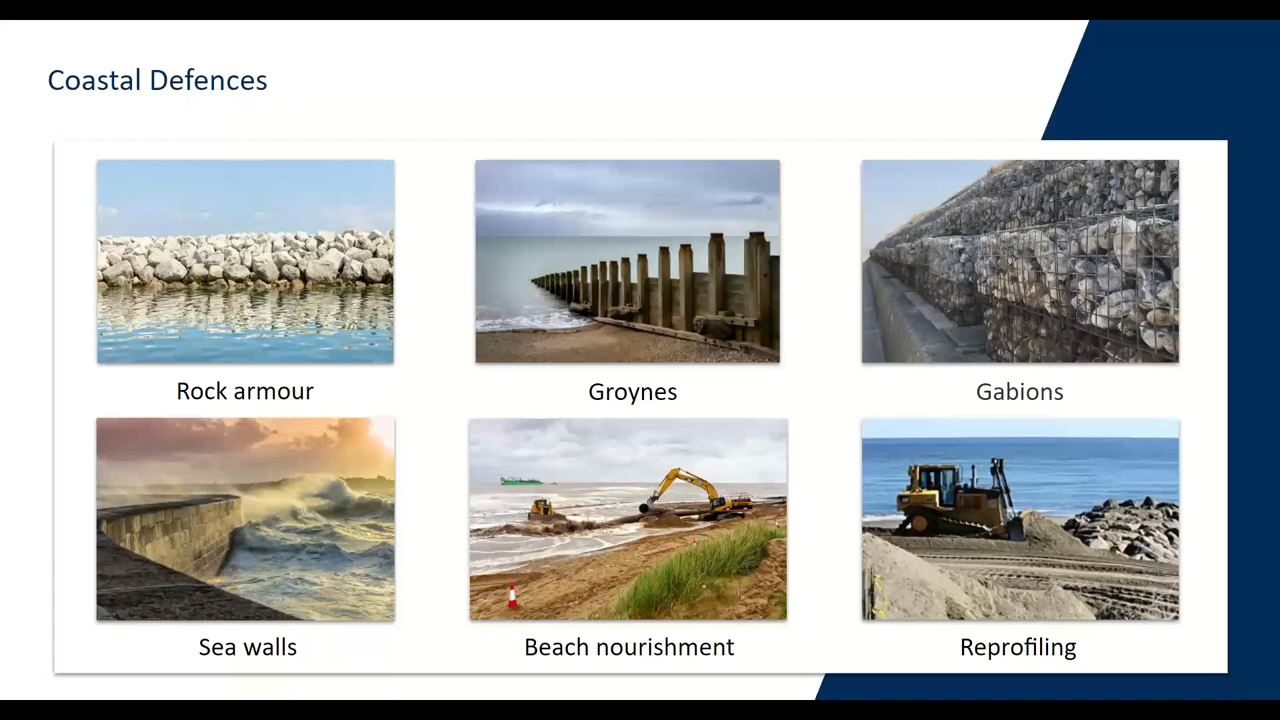 Coastal Defences
Rock armour
Groynes
Gabions
Sea walls
Beach nourishment
Reprofiling